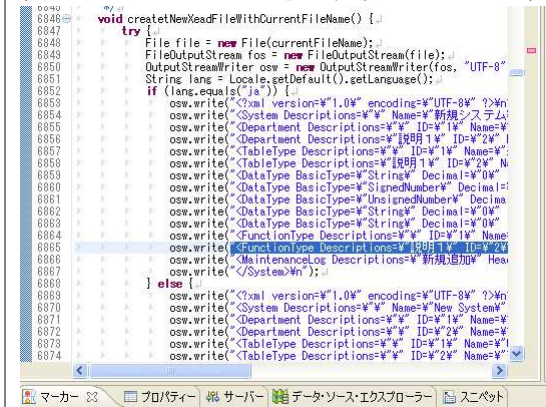 6845 */
6846 void createtNewXeadFileWithCurrentFileName() {
6847 try {
6848 File file = new File(currentFileName);
6849 FileOutputStream fos = new FileOutputStream(file);
6850 OutputStreamWriter osw = new OutputStreamWriter(fos, "UTF-8"
6851 String lang = Locale.getDefault().getLanguage();
6852 if (lang.equals("ja")) {
6853 osw.write("<?xml version=¥"1.0¥" encoding=¥"UTF-8¥" ?>¥n
6854 osw.write("<System Descriptions=¥"¥" Name=¥"新規システム
6855 osw.write("<Department Descriptions=¥"¥" ID=¥"1¥" Name=¥
6856 osw.write("<Department Descriptions=¥"説明1¥" ID=¥"2¥"
6857 osw.write("<TableType Descriptions=¥"¥" ID=¥"1¥" Name=¥"
6858 osw.write("<TableType Descriptions=¥"説明1¥" ID=¥"2¥" N
6859 osw.write("<DataType BasicType=¥"String¥" Decimal=¥"0¥"
6860 osw.write("<DataType BasicType=¥"SignedNumber¥" Decimal=
6861 osw.write("<DataType BasicType=¥"UnsignedNumber¥" Decima
6862 osw.write("<DataType BasicType=¥"String¥" Decimal=¥"0¥"
6863 osw.write("<DataType BasicType=¥"String¥" Decimal=¥"0¥"
6864 osw.write("<FunctionType Descriptions=¥"¥" ID=¥"1¥" Name
6865 osw.write("<FunctionType Descriptions=¥"説明1¥" ID=¥"2¥
6866 osw.write("<MaintenanceLog Descriptions=¥"新規追加¥" Hea
6867 osw.write("</System>¥n");
6868 } else {
6869 osw.write("<?xml version=¥"1.0¥" encoding=¥"UTF-8¥" ?>¥n
6870 osw.write("<System Descriptions=¥"¥" Name=¥"New System¥"
6871 osw.write("<Department Descriptions=¥"¥" ID=¥"1¥" Name=¥
6872 osw.write("<Department Descriptions=¥"¥" ID=¥"2¥" Name=¥
6873 osw.write("<TableType Descriptions=¥"¥" ID=¥"1¥" Name=¥"
6874 osw.write("<TableType Descriptions=¥"¥" ID=¥"2¥" Name=¥"
マーカー プロパティー サーバー データ・ソース・エクスプローラー スニペット